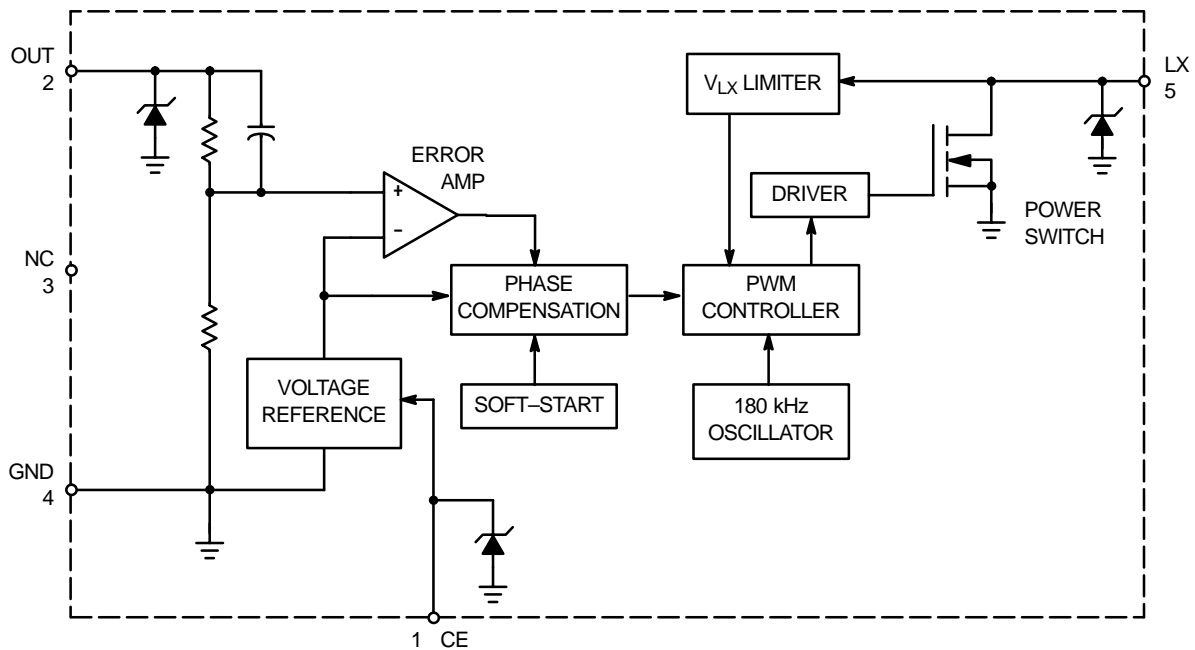 OUT
2
LX
5
V_LX LIMITER
ERROR
AMP
+
−
DRIVER
POWER
SWITCH
NC
3
PHASE
COMPENSATION
PWM
CONTROLLER
VOLTAGE
REFERENCE
SOFT–START
180 kHz
OSCILLATOR
GND
4
1 CE